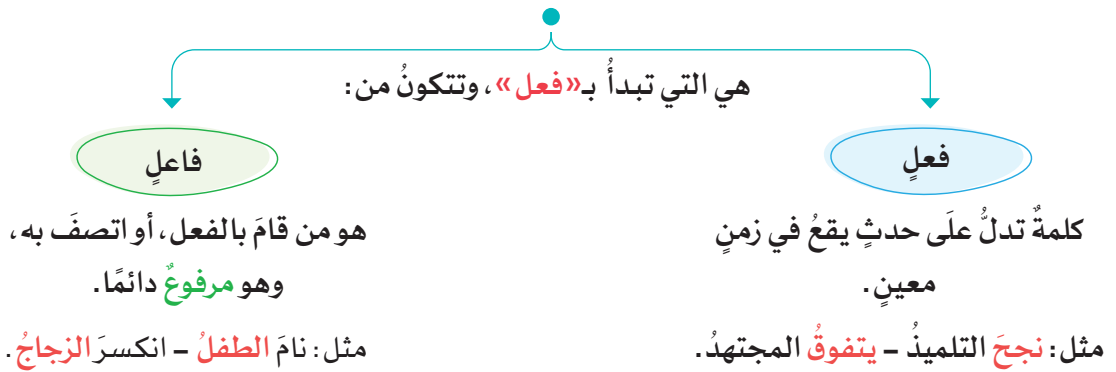 هي التي تبدأُ بـ«فعل»، وتتكونُ من:
فعلٍ
كلمةٌ تدلُّ علَى حدثٍ يقعُ في زمنٍ
معينٍ.
مثل: نجحَ التلميذُ – يتفوقُ المجتهدُ.
فاعلٍ
هو من قامَ بالفعل، أو اتصفَ به،
وهو مرفوعٌ دائمًا.
مثل: نامَ الطفلُ – انكسرَ الزجاجُ.